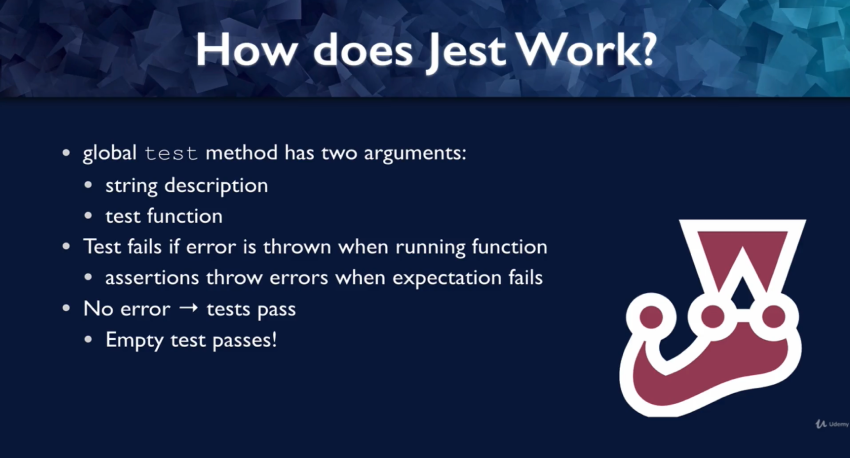 How does Jest Work?
• global test method has two arguments:
• string description
• test function
• Test fails if error is thrown when running function
• assertions throw errors when expectation fails
• No error → tests pass
• Empty test passes!
Udemy